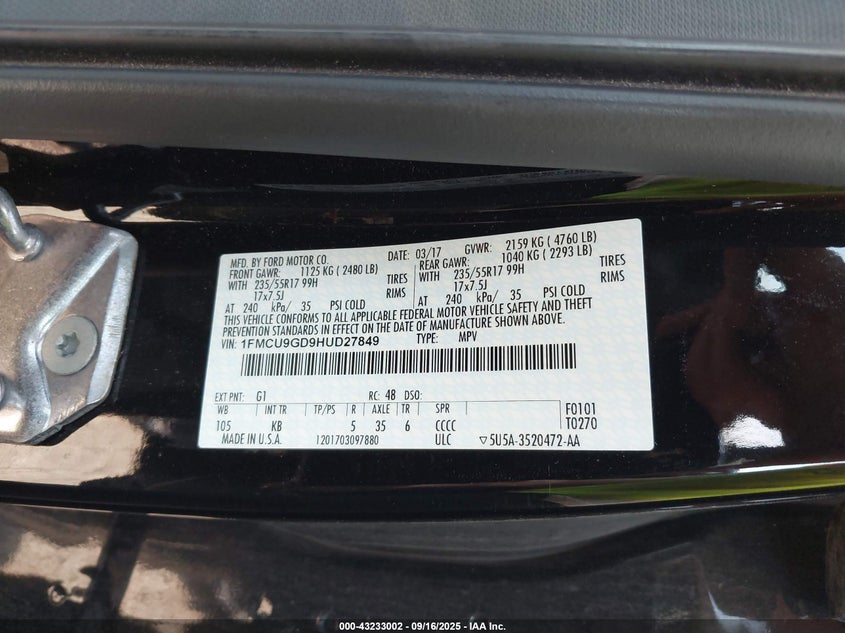 MFD. BY FORD MOTOR CO. DATE: 03/17 GVWR: 2159 KG ( 4760 LB)
FRONT GAWR: 1125 KG ( 2480 LB) REAR GAWR: 1040 KG ( 2293 LB)
WITH 235/55R17 99H TIRES WITH 235/55R17 99H TIRES
17x7.5J RIMS 17x7.5J RIMS
AT 240 kPa/ 35 PSI COLD AT 240 kPa/ 35 PSI COLD
THIS VEHICLE CONFORMS TO ALL APPLICABLE FEDERAL MOTOR VEHICLE SAFETY AND THEFT
PREVENTION STANDARDS IN EFFECT ON THE DATE OF MANUFACTURE SHOWN ABOVE.
VIN: 1FMCU9GD9HUD27849 TYPE: MPV
EXT PNT: G1 RC: 48 DSO:
WB INT TR TP/PS R AXLE TR SPR F0101
105 KB 5 35 6 CCCC T0270
MADE IN U.S.A. 1201703097880 ULC ▽5U5A-3520472-AA
000-43233002 - 09/16/2025 - IAA Inc.